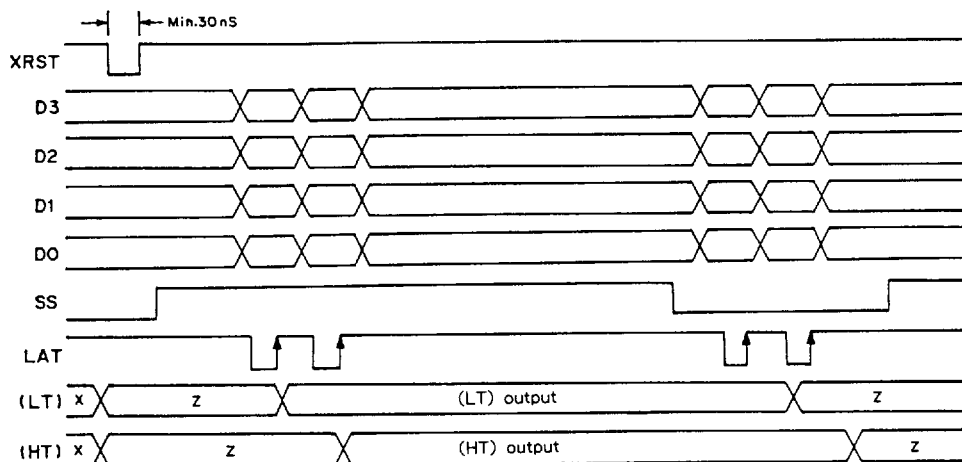 Min.30nS
XRST
D3
D2
D1
D0
SS
LAT
(LT) X Z (LT) output Z
(HT) X Z (HT) output Z